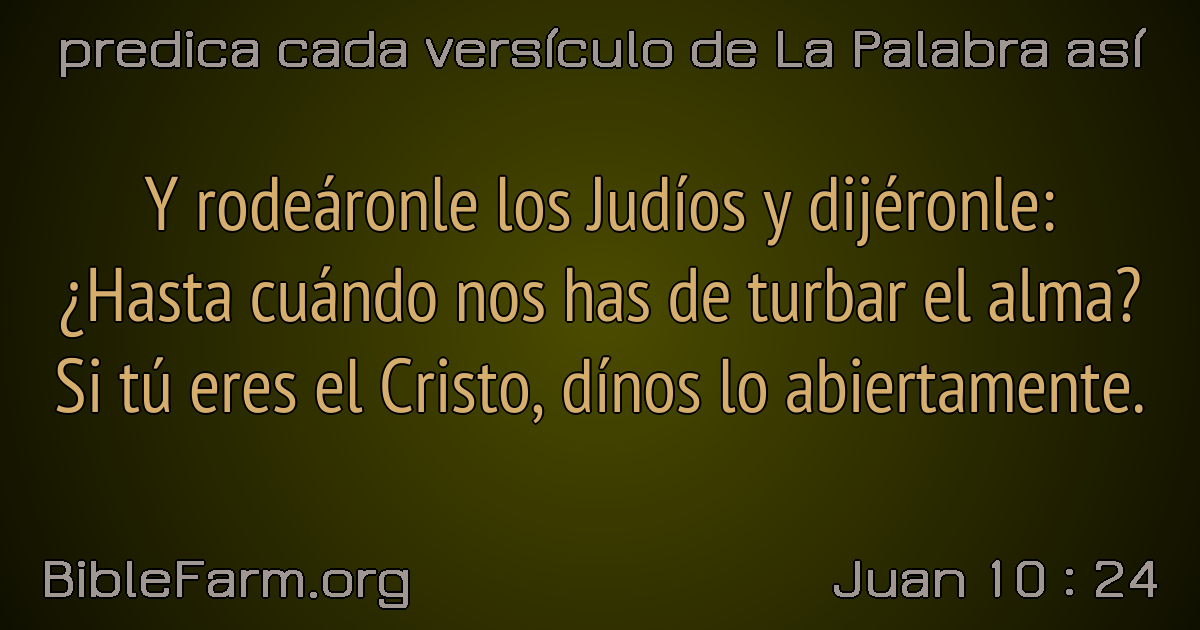 predica cada versículo de La Palabra así
Y rodeáronle los Judíos y dijéronle:
¿Hasta cuándo nos has de turbar el alma?
Si tú eres el Cristo, dínos lo abiertamente.
BibleFarm.org
Juan 10 : 24